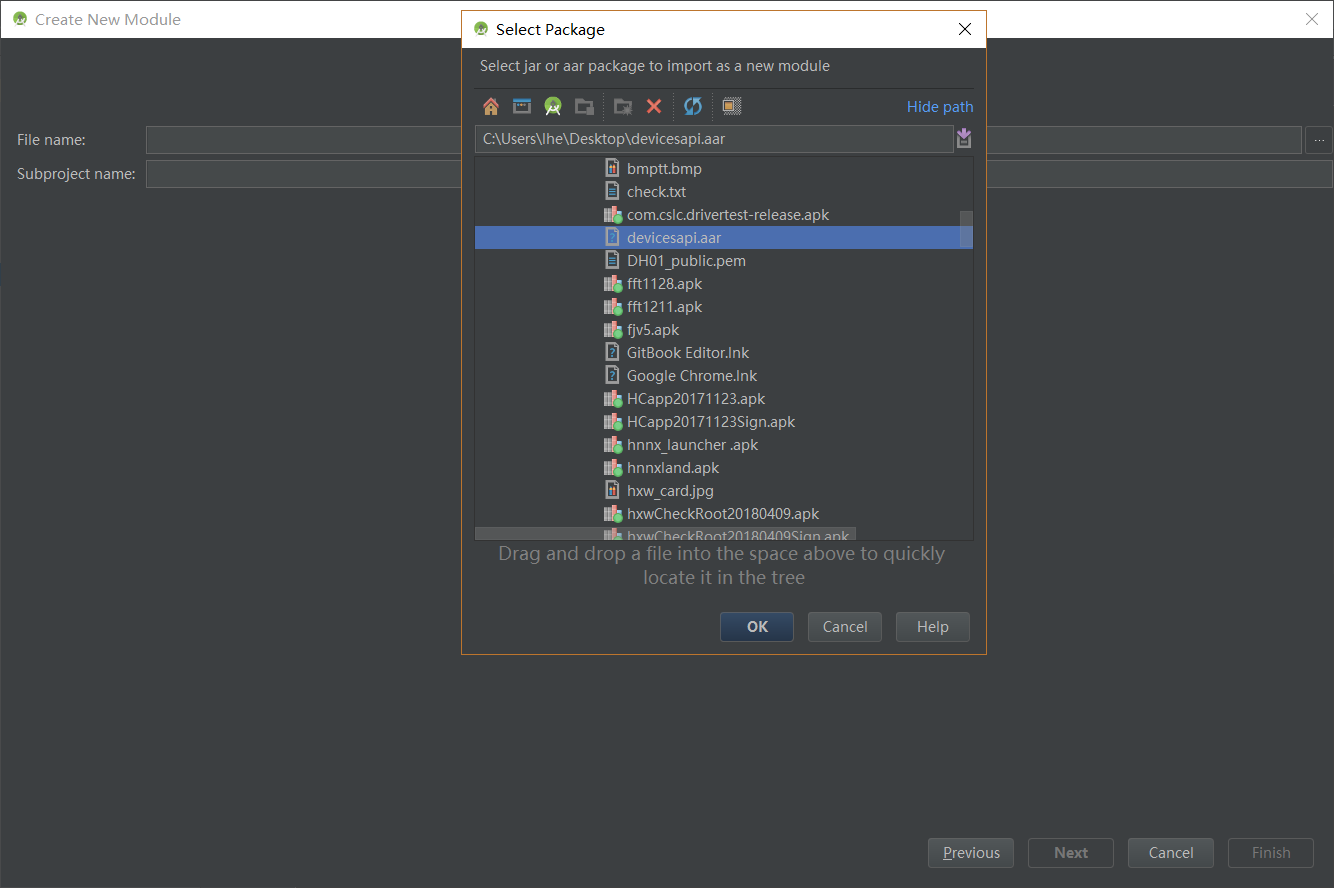 Create New Module
Select Package
Select jar or aar package to import as a new module
Hide path
File name:
C:\Users\lhe\Desktop\devicesapi.aar
...
Subproject name:
bmptt.bmp
check.txt
com.cslc.drivertest-release.apk
devicesapi.aar
DH01_public.pem
fft1128.apk
fft1211.apk
fjv5.apk
GitBook Editor.lnk
Google Chrome.lnk
HCapp20171123.apk
HCapp20171123Sign.apk
hnnx_launcher .apk
hnnxland.apk
hxw_card.jpg
hxwCheckRoot20180409.apk
hxwCheckRoot20180409Sign.apk
Drag and drop a file into the space above to quickly
locate it in the tree
OK
Cancel
Help
Previous
Next
Cancel
Finish